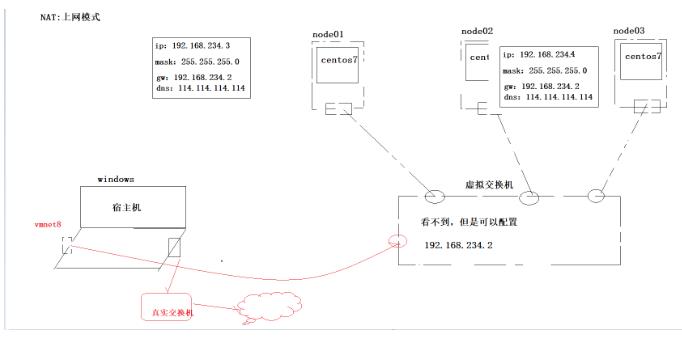 NAT:上网模式
ip: 192.168.234.3
mask: 255.255.255.0
gw: 192.168.234.2
dns: 114.114.114.114
node01
centos7
node02
cent
ip: 192.168.234.4
mask: 255.255.255.0
gw: 192.168.234.2
dns: 114.114.114.114
node03
centos7
windows
宿主机
vmnet8
虚拟交换机
看不到，但是可以配置
192.168.234.2
真实交换机